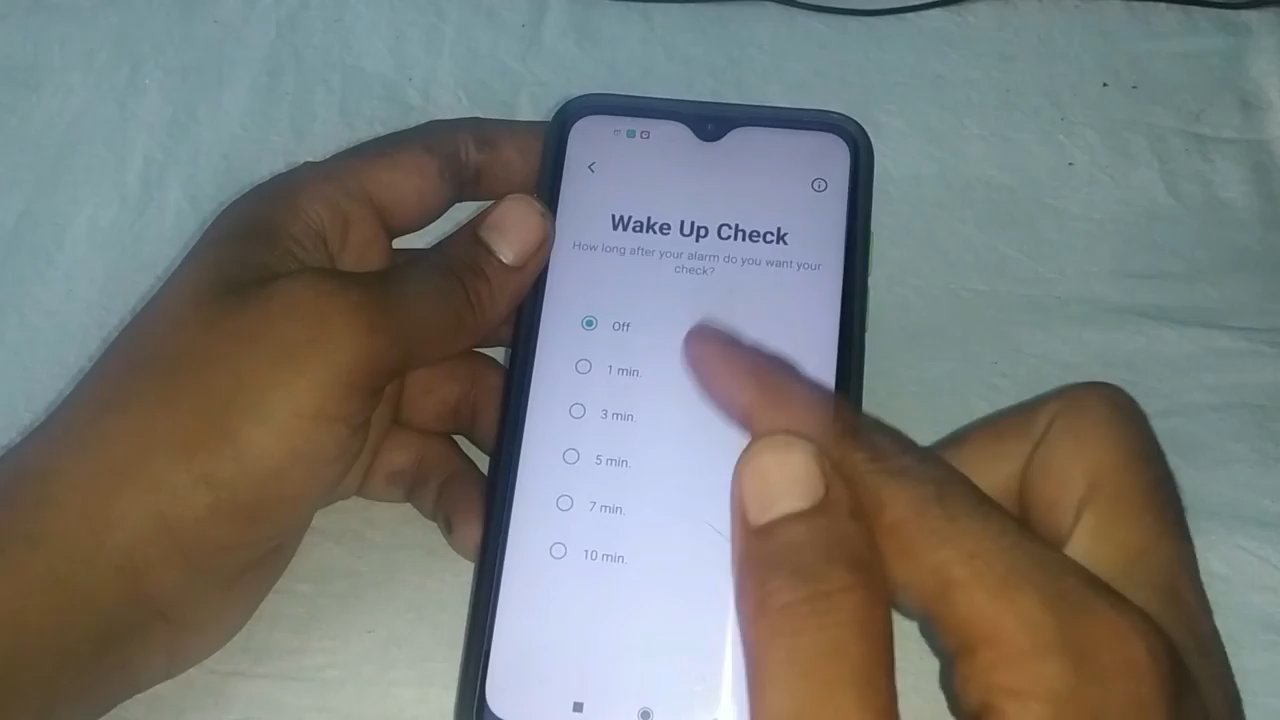 Wake Up Check
How long after your alarm do you want your
check?
Off
1 min.
3 min.
5 min.
7 min.
10 min.